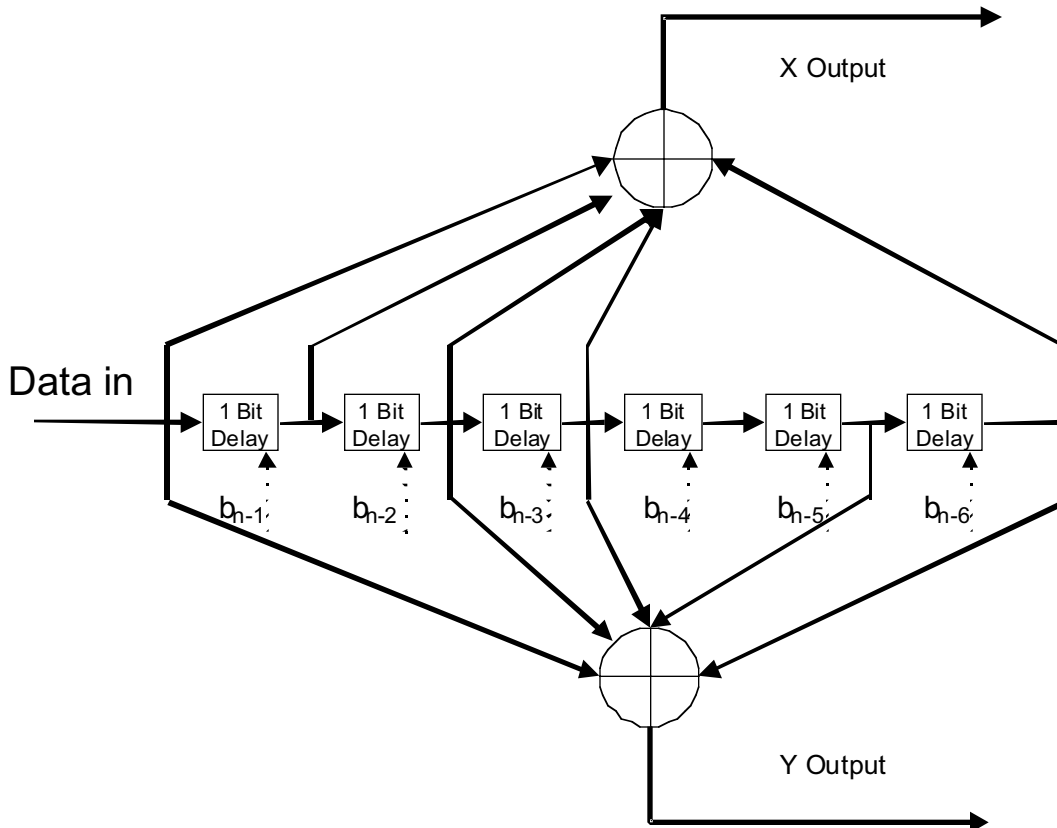 X Output
Data in
1 Bit
Delay
1 Bit
Delay
1 Bit
Delay
1 Bit
Delay
1 Bit
Delay
1 Bit
Delay
bn-1
bn-2
bn-3
bn-4
bn-5
bn-6
Y Output